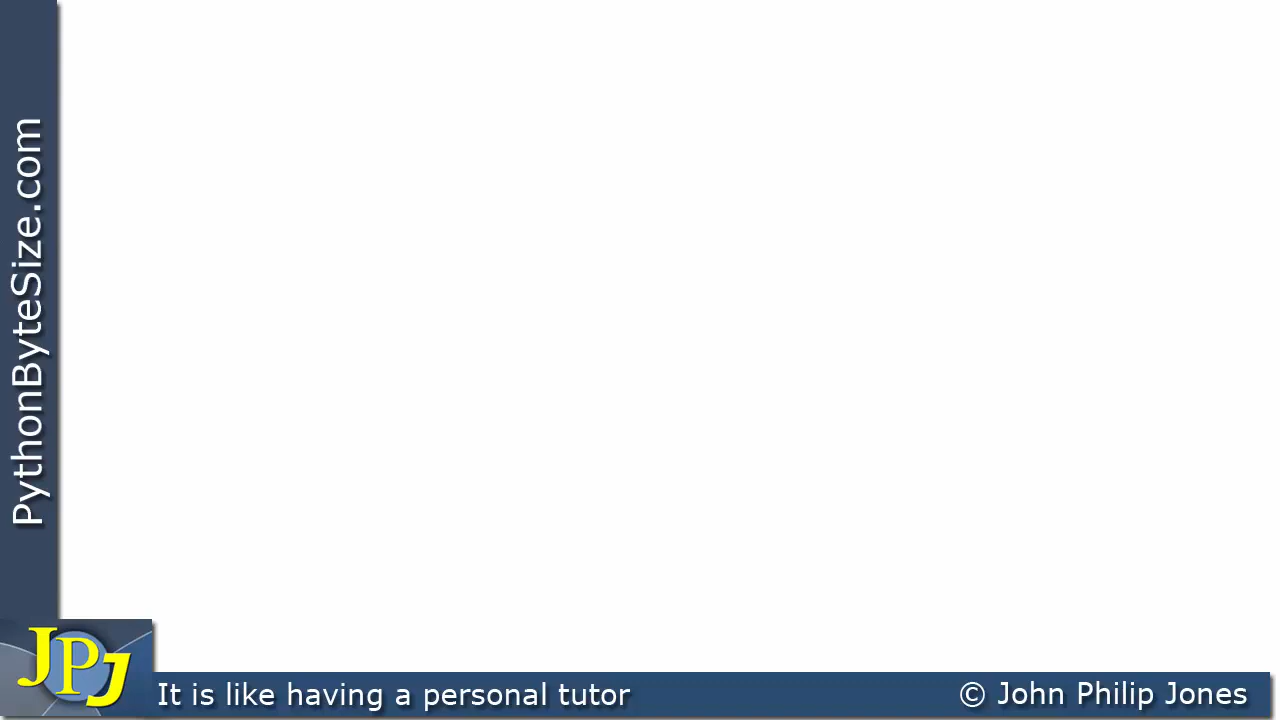 PythonByteSize.com
JPJ
It is like having a personal tutor
© John Philip Jones